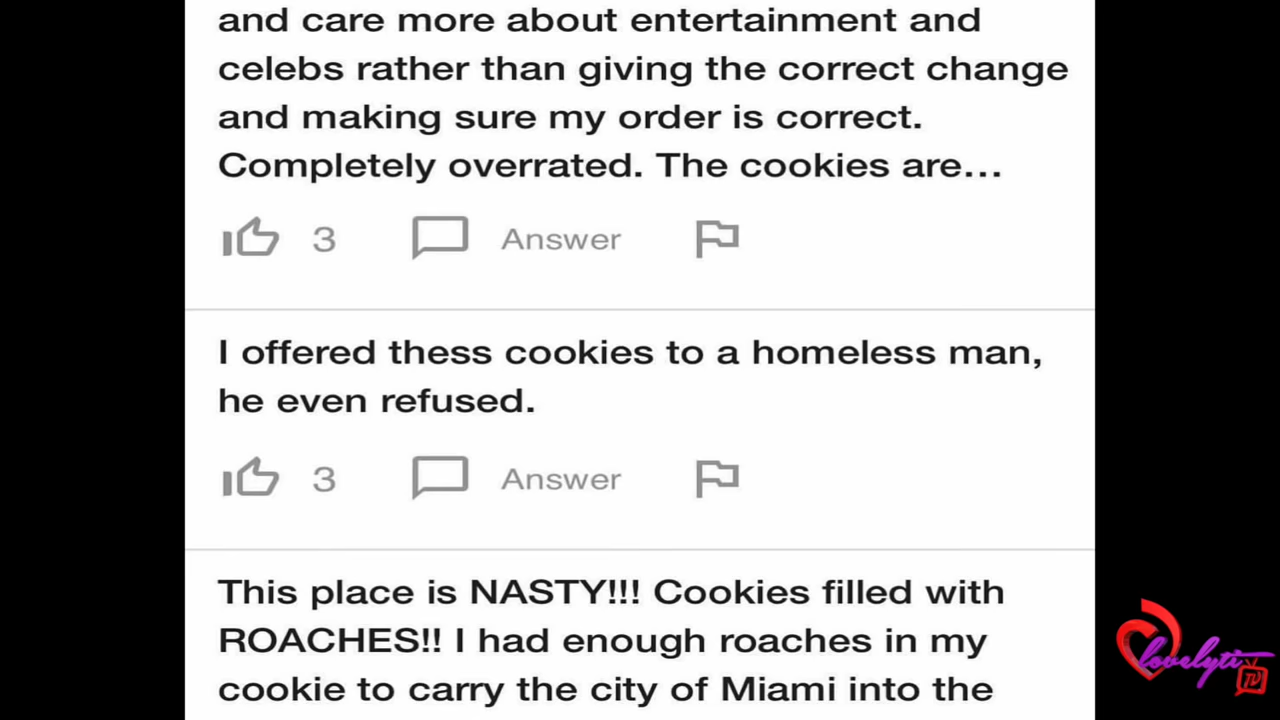 and care more about entertainment and
celebs rather than giving the correct change
and making sure my order is correct.
Completely overrated. The cookies are...
3 Answer
I offered thess cookies to a homeless man,
he even refused.
3 Answer
This place is NASTY!!! Cookies filled with
ROACHES!! I had enough roaches in my
cookie to carry the city of Miami into the
lovelyti
TV